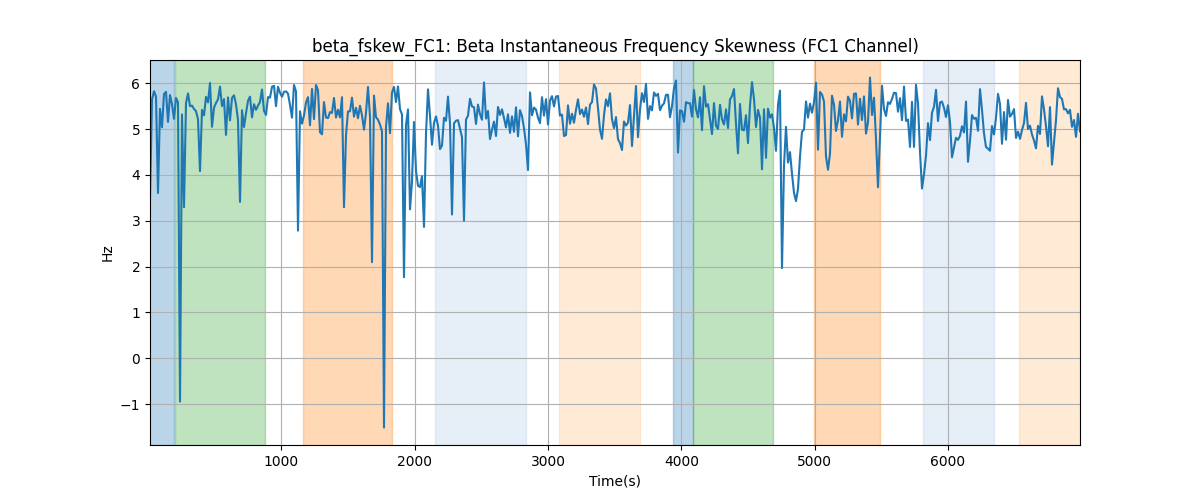 beta_fskew_FC1: Beta Instantaneous Frequency Skewness (FC1 Channel)
6
5
4
3
2
1
0
−1
Hz
1000 2000 3000 4000 5000 6000
Time(s)